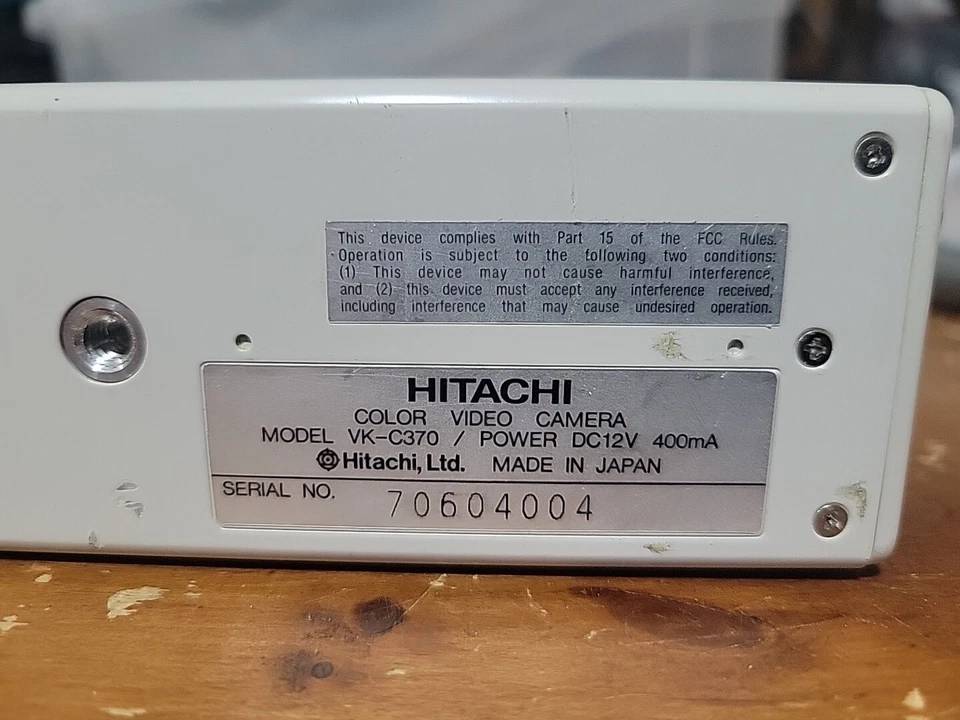 This device complies with Part 15 of the FCC Rules.
Operation is subject to the following two conditions:
(1) This device may not cause harmful interference,
and (2) this device must accept any interference received,
including interference that may cause undesired operation.
HITACHI
COLOR VIDEO CAMERA
MODEL VK-C370 / POWER DC12V 400mA
Hitachi, Ltd. MADE IN JAPAN
SERIAL NO. 70604004